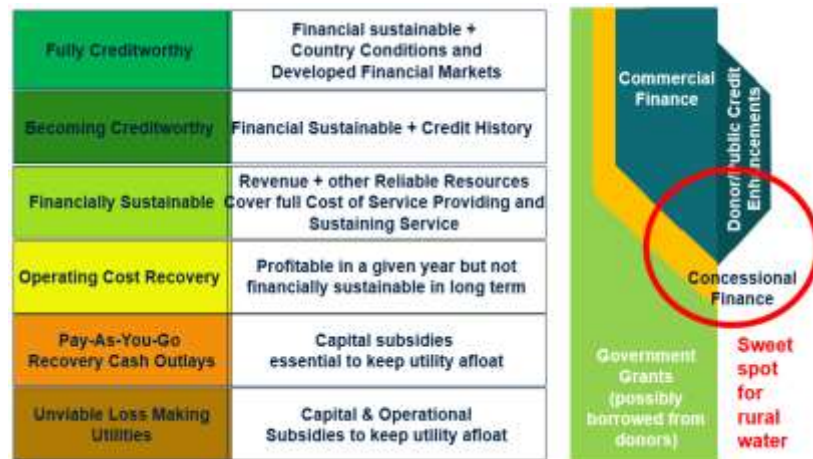 Fully Creditworthy
Financial sustainable +
Country Conditions and
Developed Financial Markets
Becoming Creditworthy
Financial Sustainable + Credit History
Financially Sustainable
Revenue + other Reliable Resources
Cover full Cost of Service Providing and
Sustaining Service
Operating Cost Recovery
Profitable in a given year but not
financially sustainable in long term
Pay-As-You-Go
Recovery Cash Outlays
Capital subsidies
essential to keep utility afloat
Unviable Loss Making
Utilities
Capital & Operational
Subsidies to keep utility afloat
Commercial
Finance
Donor/Public Credit
Enhancements
Concessional
Finance
Government
Grants
(possibly
borrowed from
donors)
Sweet
spot
for
rural
water